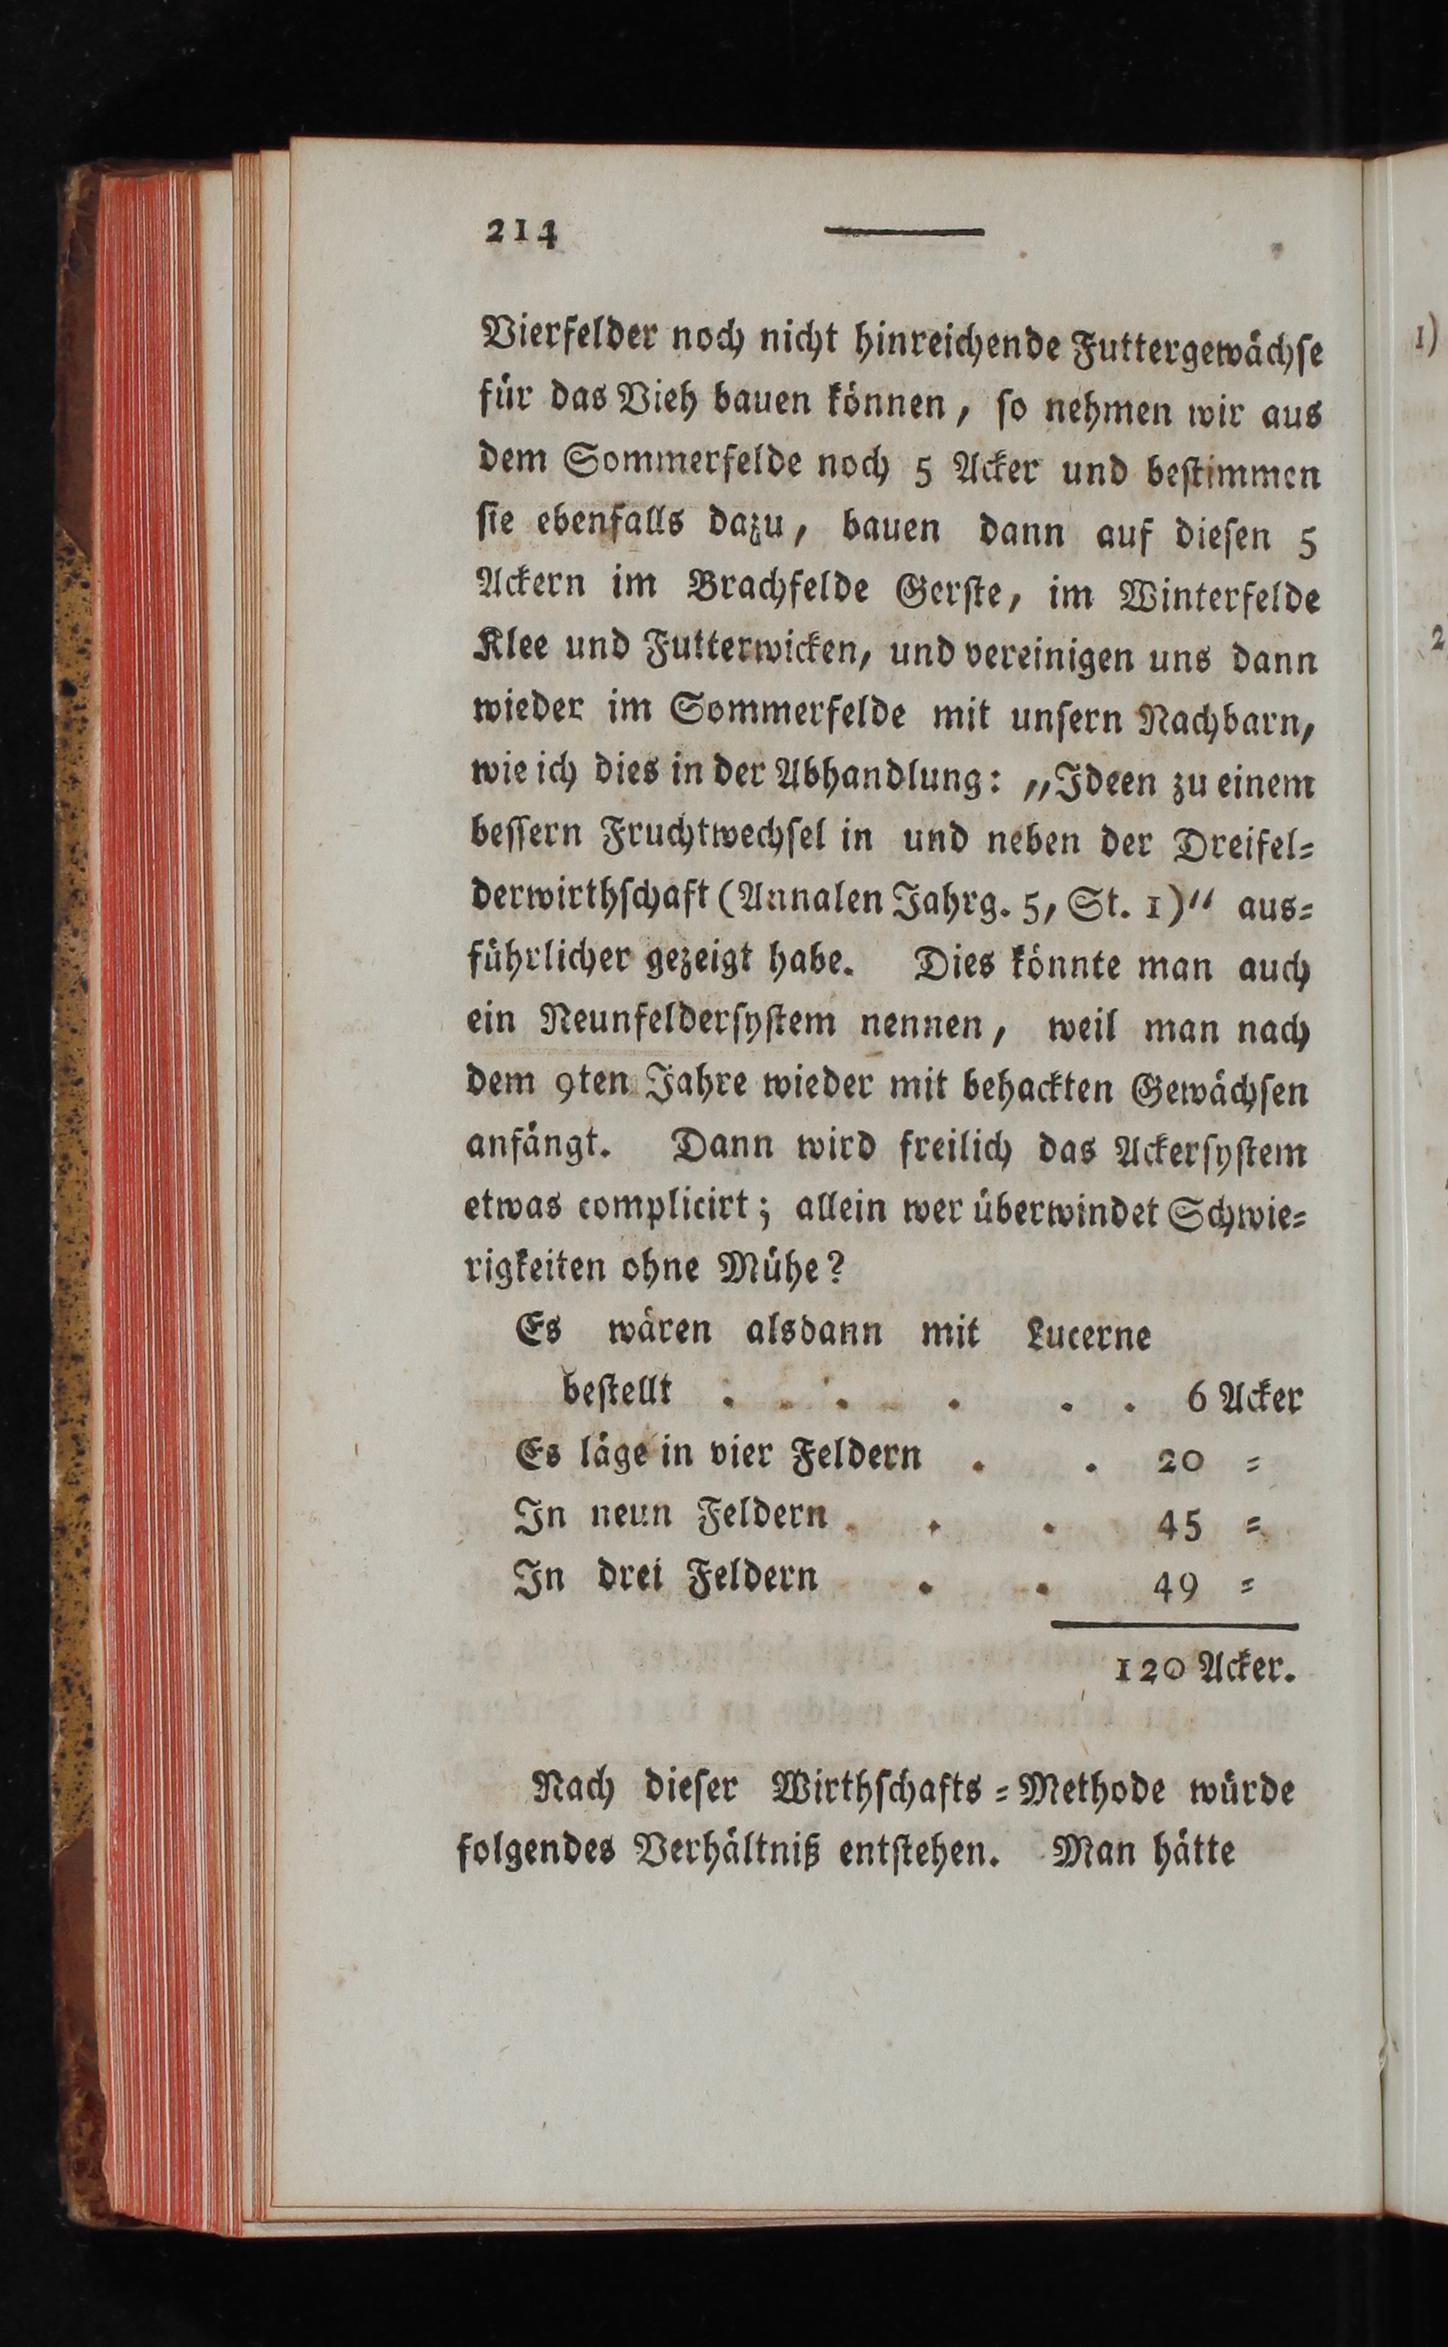 214
Vierfelder noch nicht hinreichende Futtergewächse
für das Vieh bauen können, so nehmen wir aus
dem Sommerfelde noch 5 Acker und bestimmen
sie ebenfalls dazu, bauen dann auf diesen 5
Ackern im Brachfelde Gerste, im Winterfelde
Klee und Futterwicken, und vereinigen uns dann
wieder im Sommerfelde mit unsern Nachbarn,
wie ich dies in der Abhandlung: „Ideen zu einem
bessern Fruchtwechsel in und neben der Dreifel=
derwirthschaft (Annalen Jahrg. 5, St. 1)“ aus=
führlicher gezeigt habe. Dies könnte man auch
ein Neunfeldersystem nennen, weil man nach
dem 9ten Jahre wieder mit behackten Gewächsen
anfängt. Dann wird freilich das Ackersystem
etwas complicirt; allein wer überwindet Schwie=
rigkeiten ohne Mühe?
Es wären alsdann mit Lucerne
bestellt . . . . . . 6 Acker
Es läge in vier Feldern . . 20 =
In neun Feldern . . . 45 =
In drei Feldern . . 49 =
120 Acker.
Nach dieser Wirthschafts=Methode würde
folgendes Verhältniß entstehen. Man hätte
1)
2